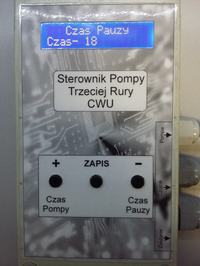 Czas Pauzy
Czas- 18
Sterownik Pompy
Trzeciej Rury
CWU
+ ZAPIS -
Czas
Pompy
Czas
Pauzy